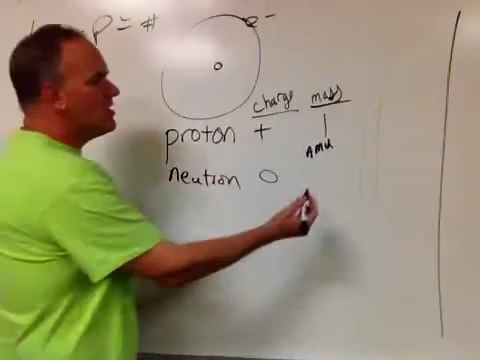 P = #
e-
charge mass
proton + 1
AMU
neutron 0